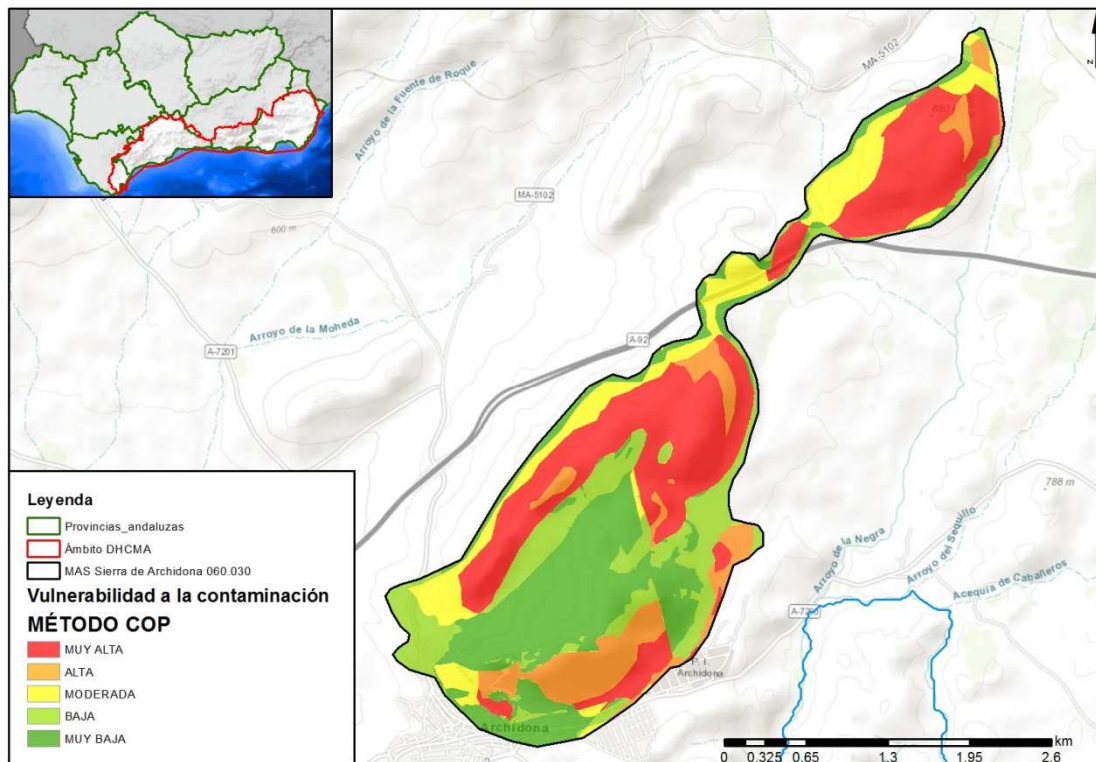 MA-5102
Arroyo de la Fuente de Roque
MA-5102
880
600 m
Arroyo de la Moheda
A-7201
A-92
788 m
Arroyo de la Negra
Arroyo del Sequillo
Acequia de Caballeros
P. I.
Archidona
Archidona
Leyenda
Provincias_andaluzas
Ámbito DHCMA
MAS Sierra de Archidona 060.030
Vulnerabilidad a la contaminación
MÉTODO COP
MUY ALTA
ALTA
MODERADA
BAJA
MUY BAJA
km
0 0.325 0.65 1.3 1.95 2.6